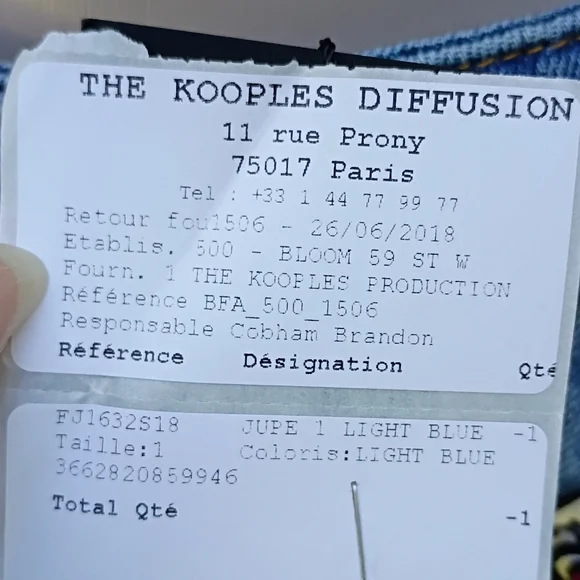 THE KOOPLES DIFFUSION
11 rue Prony
75017 Paris
Tel : +33 1 44 77 99 77
Retour fou1506 - 26/06/2018
Etablis. 500 - BLOOM 59 ST W
Fourn. 1 THE KOOPLES PRODUCTION
Référence BFA_500_1506
Responsable Cobham Brandon
Référence Désignation Qté
FJ1632S18 JUPE 1 LIGHT BLUE -1
Taille:1 Coloris:LIGHT BLUE
3662820859946
Total Qté -1